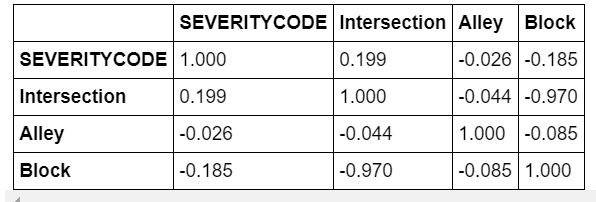 SEVERITYCODE Intersection Alley Block
SEVERITYCODE 1.000 0.199 -0.026 -0.185
Intersection 0.199 1.000 -0.044 -0.970
Alley -0.026 -0.044 1.000 -0.085
Block -0.185 -0.970 -0.085 1.000